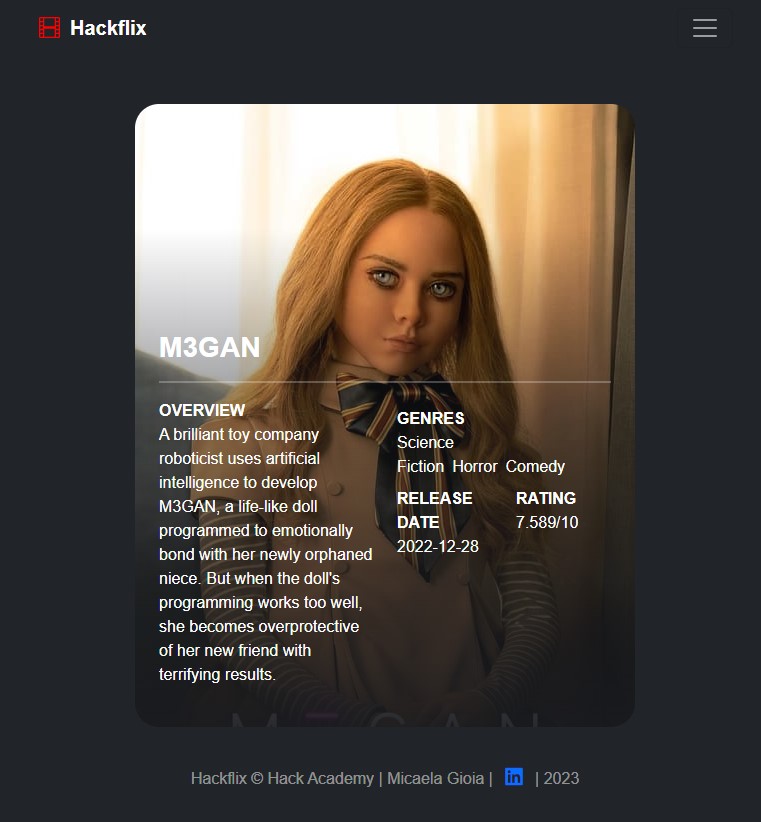 Hackflix
M3GAN
OVERVIEW
A brilliant toy company
roboticist uses artificial
intelligence to develop
M3GAN, a life-like doll
programmed to emotionally
bond with her newly orphaned
niece. But when the doll's
programming works too well,
she becomes overprotective
of her new friend with
terrifying results.
GENRES
Science
Fiction Horror Comedy
RELEASE
DATE
2022-12-28
RATING
7.589/10
M3GAN
Hackflix © Hack Academy | Micaela Gioia | in | 2023